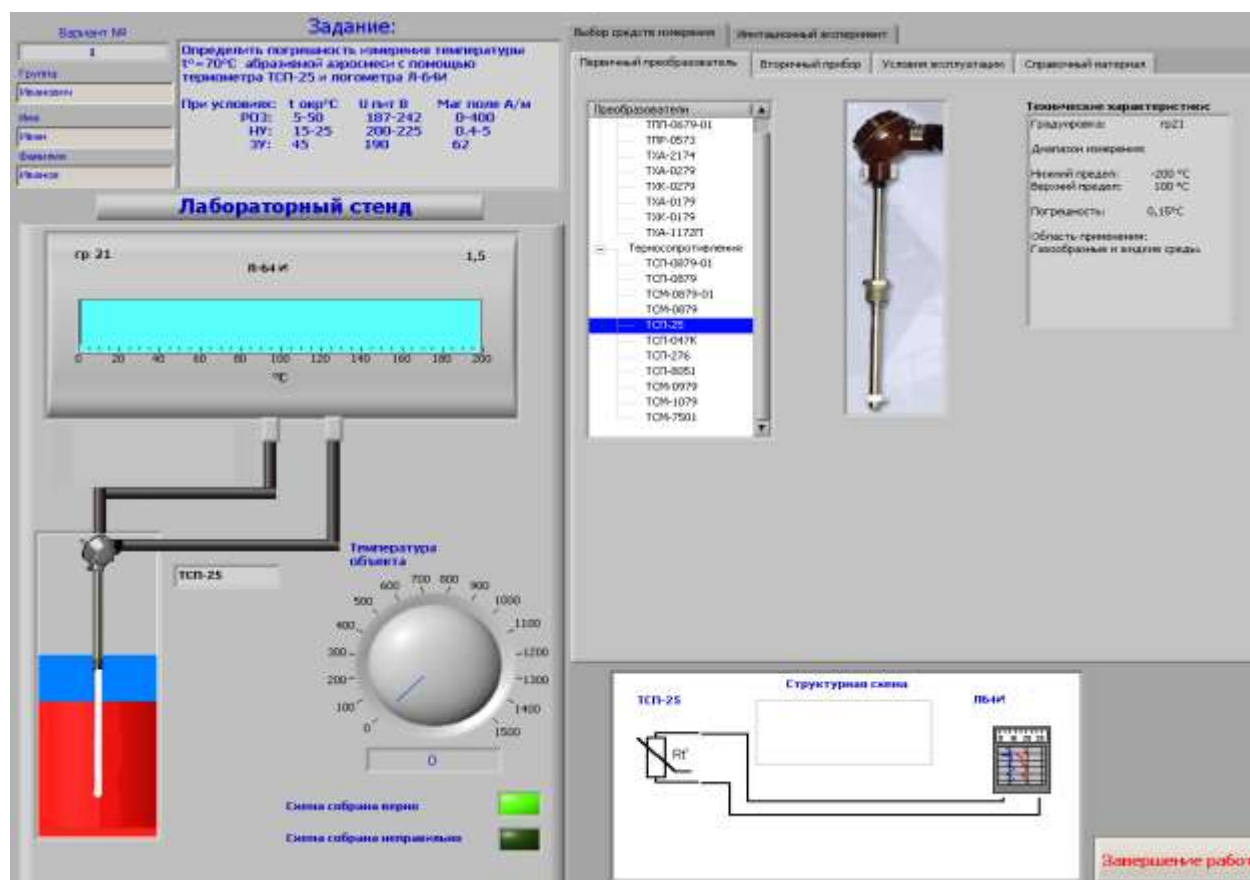 Вариант №
1
Группа
Иванович
Имя
Иван
Фамилия
Иванов
Задание:
Определить погрешность измерения температуры
t°=70°C абразивной аэросмеси с помощью
термометра ТСП-25 и логометра Л-64И
При условиях: t окр°C U пит В Маг поле А/м
РОЗ: 5-50 187-242 0-400
НУ: 15-25 200-225 0.4-5
ЗУ: 45 190 62
Лабораторный стенд
гр 21
Л-64 И
1,5
0 20 40 60 80 100 120 140 160 180 200
°C
ТСП-25
Температура
объекта
0 100 200 300 400 500 600 700 800 900 1000 1100 1200 1300 1400 1500
0
Схема собрана верно
Схема собрана неправильно
Выбор средств измерения
Имитационный эксперимент
Первичный преобразователь
Вторичный прибор
Условия эксплуатации
Справочный материал
Преобразователи
ТПП-0679-01
ТПР-0573
ТХА-2174
ТХА-0279
ТХК-0279
ТХА-0179
ТХК-0179
ТХА-1172П
Термосопротивления
ТСП-0879-01
ТСП-0879
ТСМ-0879-01
ТСМ-0879
ТСП-25
ТСП-047К
ТСП-276
ТСП-8051
ТСМ-0979
ТСМ-1079
ТСМ-7501
Технические характеристики:
Градуировка: гр21
Диапазон измерения:
Нижний предел: -200 °C
Верхний предел: 100 °C
Погрешность: 0,15°C
Область применения:
Газообразные и жидкие среды
Структурная схема
ТСП-25
Л64И
Rt°
Завершение работ